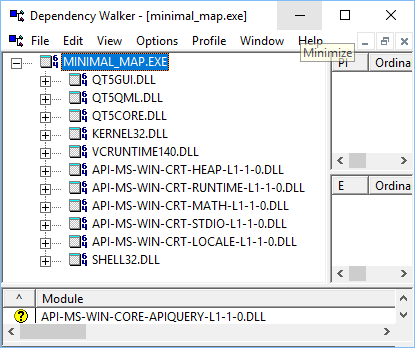 Dependency Walker - [minimal_map.exe]
File Edit View Options Profile Window Help
Minimize
MINIMAL_MAP.EXE
QT5GUI.DLL
QT5QML.DLL
QT5CORE.DLL
KERNEL32.DLL
VCRUNTIME140.DLL
API-MS-WIN-CRT-HEAP-L1-1-0.DLL
API-MS-WIN-CRT-RUNTIME-L1-1-0.DLL
API-MS-WIN-CRT-MATH-L1-1-0.DLL
API-MS-WIN-CRT-STDIO-L1-1-0.DLL
API-MS-WIN-CRT-LOCALE-L1-1-0.DLL
SHELL32.DLL
PI Ordina
E Ordina
^ Module
API-MS-WIN-CORE-APIQUERY-L1-1-0.DLL